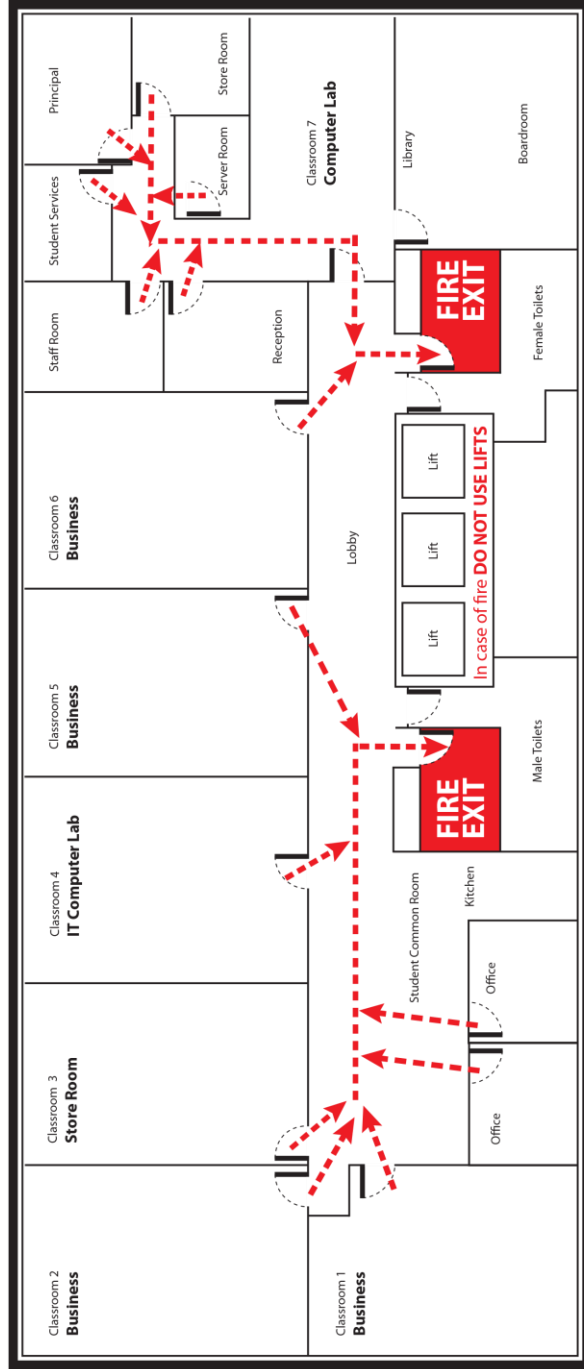 Classroom 2
Business
Classroom 3
Store Room
Classroom 4
IT Computer Lab
Classroom 5
Business
Classroom 6
Business
Staff Room
Student Services
Principal
Reception
Server Room
Store Room
Classroom 1
Business
Lobby
Classroom 7
Computer Lab
Student Common Room
Kitchen
Library
Office
Office
FIRE
EXIT
Lift
Lift
Lift
In case of fire DO NOT USE LIFTS
FIRE
EXIT
Male Toilets
Female Toilets
Boardroom